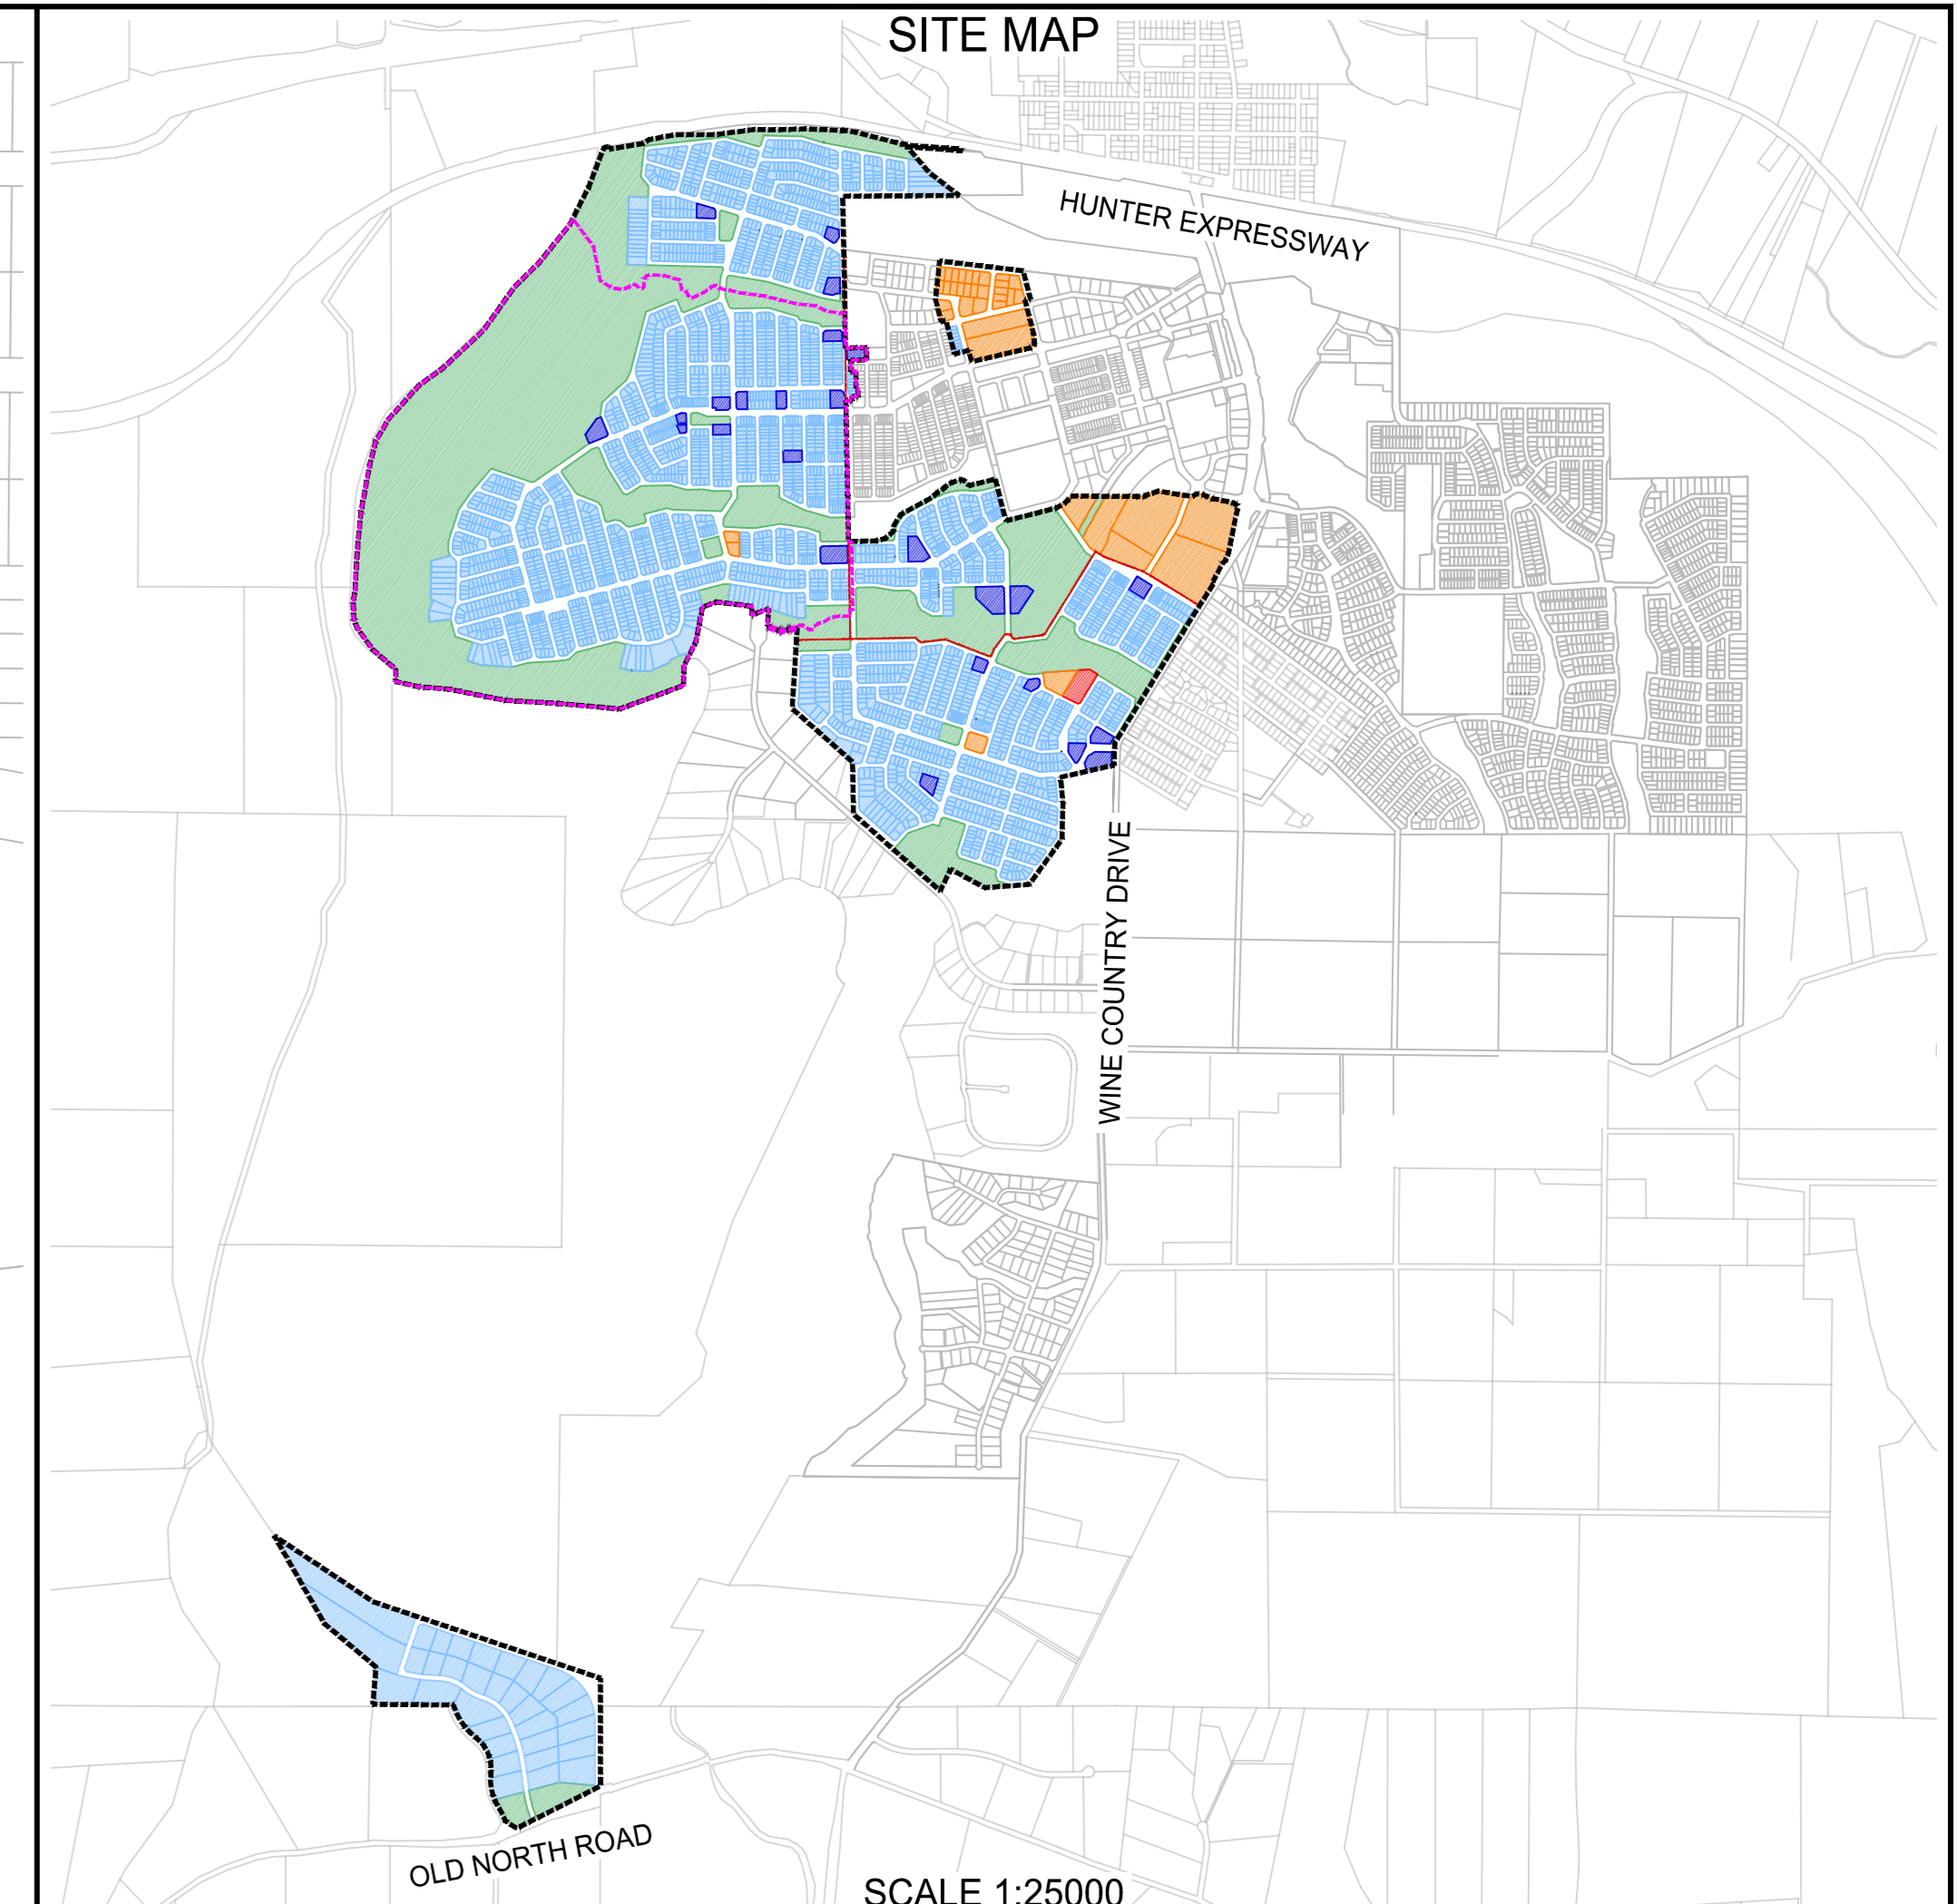 SITE MAP
HUNTER EXPRESSWAY
WINE COUNTRY DRIVE
OLD NORTH ROAD
SCALE 1:25000